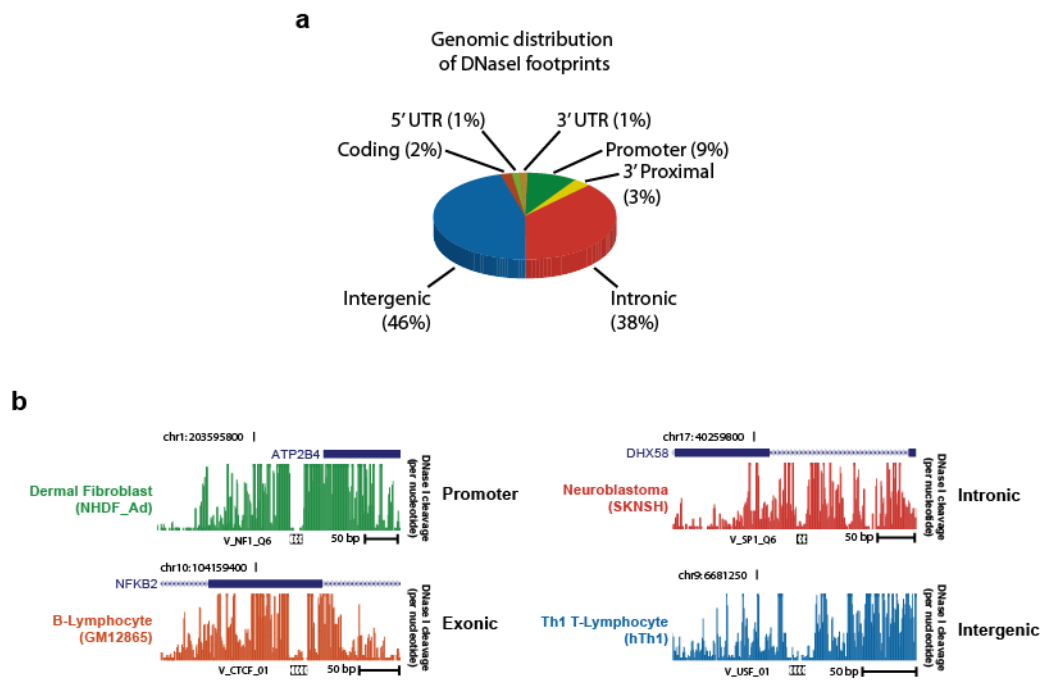 a
Genomic distribution
of DNaseI footprints
5' UTR (1%)
3' UTR (1%)
Coding (2%)
Promoter (9%)
3' Proximal
(3%)
Intergenic
(46%)
Intronic
(38%)
b
chr1: 203595800
ATP2B4
Dermal Fibroblast
(NHDF_Ad)
V_NF1_Q6
50 bp
DNase I cleavage
(per nucleotide)
Promoter
chr17: 40259800
DHX58
Neuroblastoma
(SKNSH)
V_SP1_Q6
50 bp
DNase I cleavage
(per nucleotide)
Intronic
chr10: 104159400
NFKB2
B-Lymphocyte
(GM12865)
V_CTCF_01
50 bp
DNase I cleavage
(per nucleotide)
Exonic
chr9: 6681250
Th1 T-Lymphocyte
(hTh1)
V_USF_01
50 bp
DNase I cleavage
(per nucleotide)
Intergenic